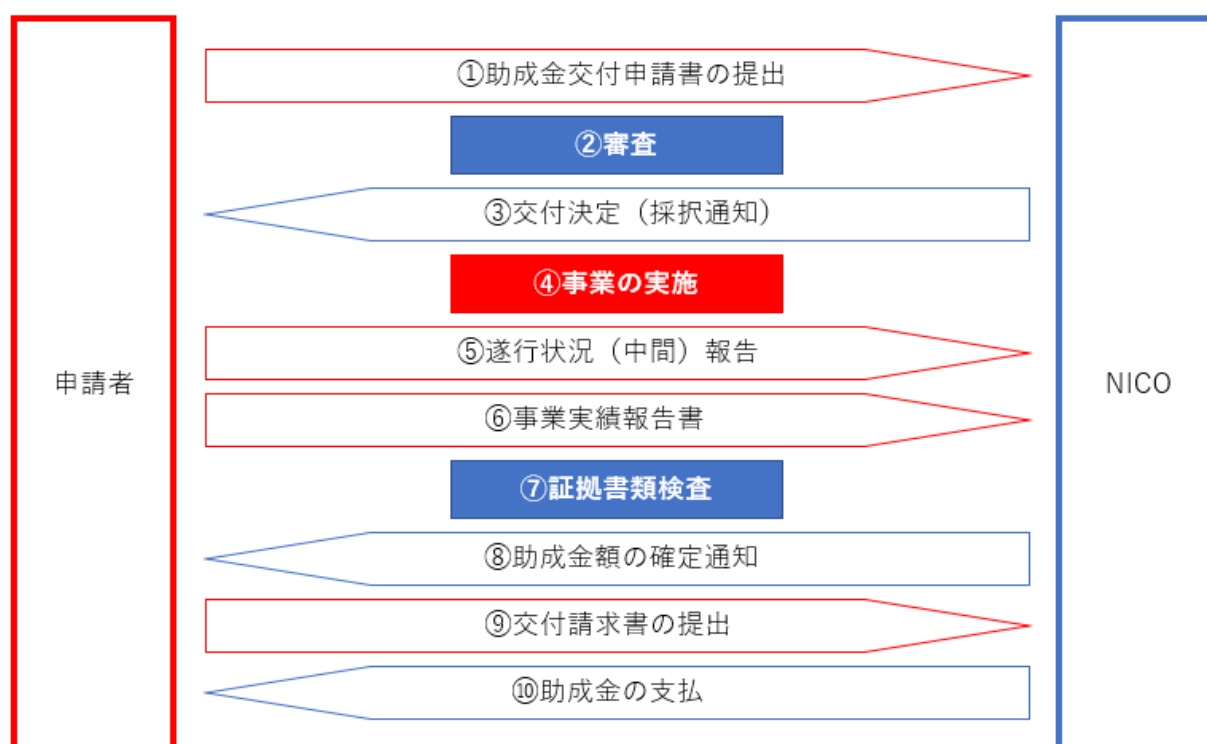 ①助成金交付申請書の提出
②審査
③交付決定（採択通知）
④事業の実施
⑤遂行状況（中間）報告
申請者
NICO
⑥事業実績報告書
⑦証拠書類検査
⑧助成金額の確定通知
⑨交付請求書の提出
⑩助成金の支払